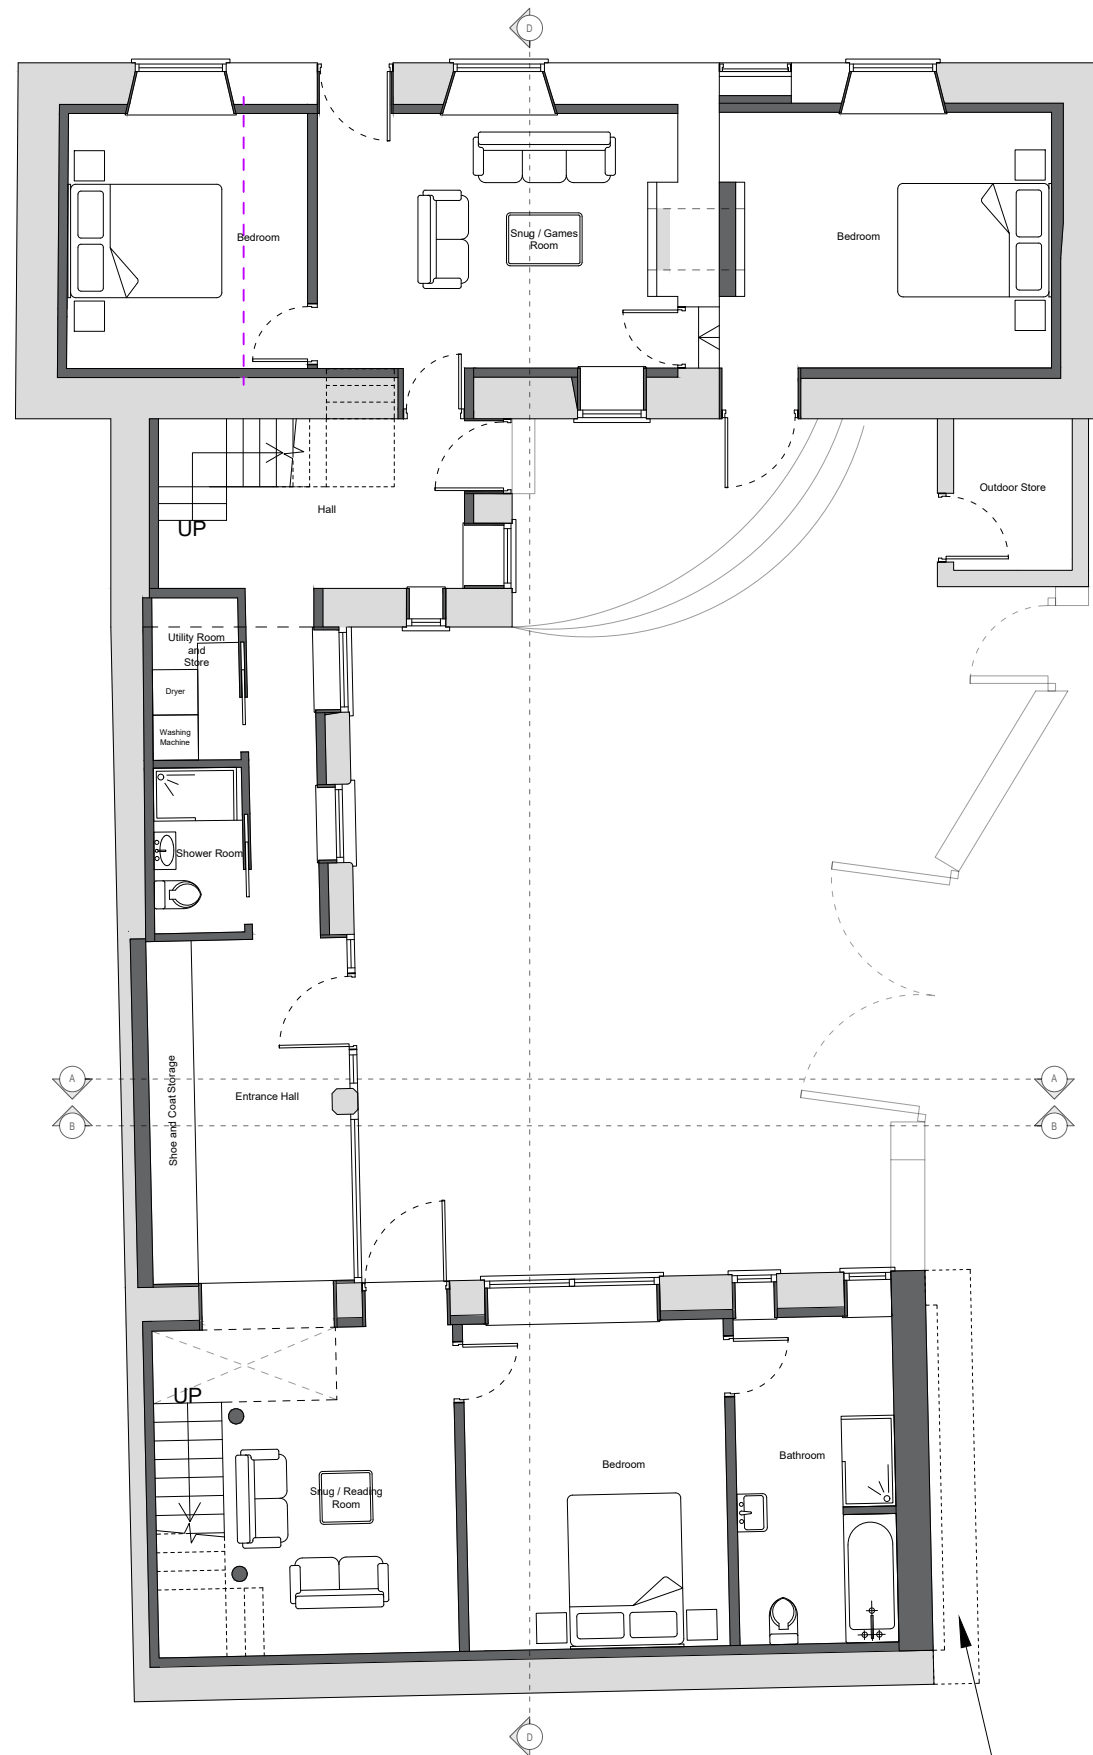 D
Bedroom
Snug / Games
Room
Bedroom
Outdoor Store
Hall
UP
Utility Room
and
Store
Dryer
Washing
Machine
Shower Room
Shoe and Coat Storage
Entrance Hall
A
A
B
B
UP
Snug / Reading
Room
Bedroom
Bathroom
D